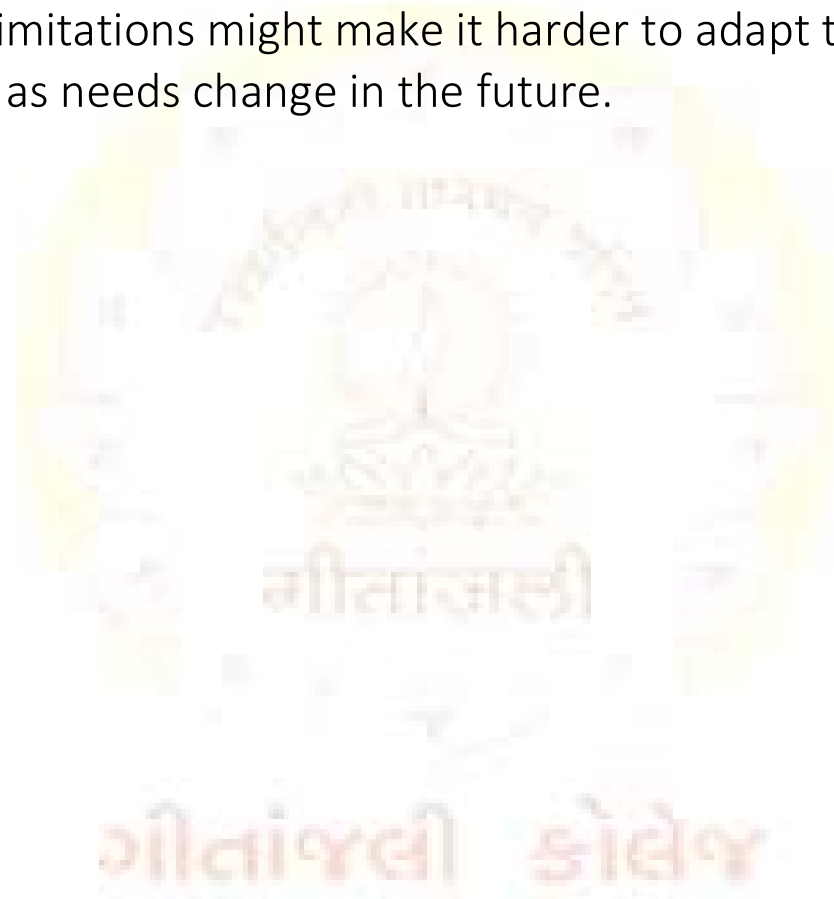 imitations might make it harder to adapt t
as needs change in the future.
गीतांजली
ગીતાંજલી કોલેજ